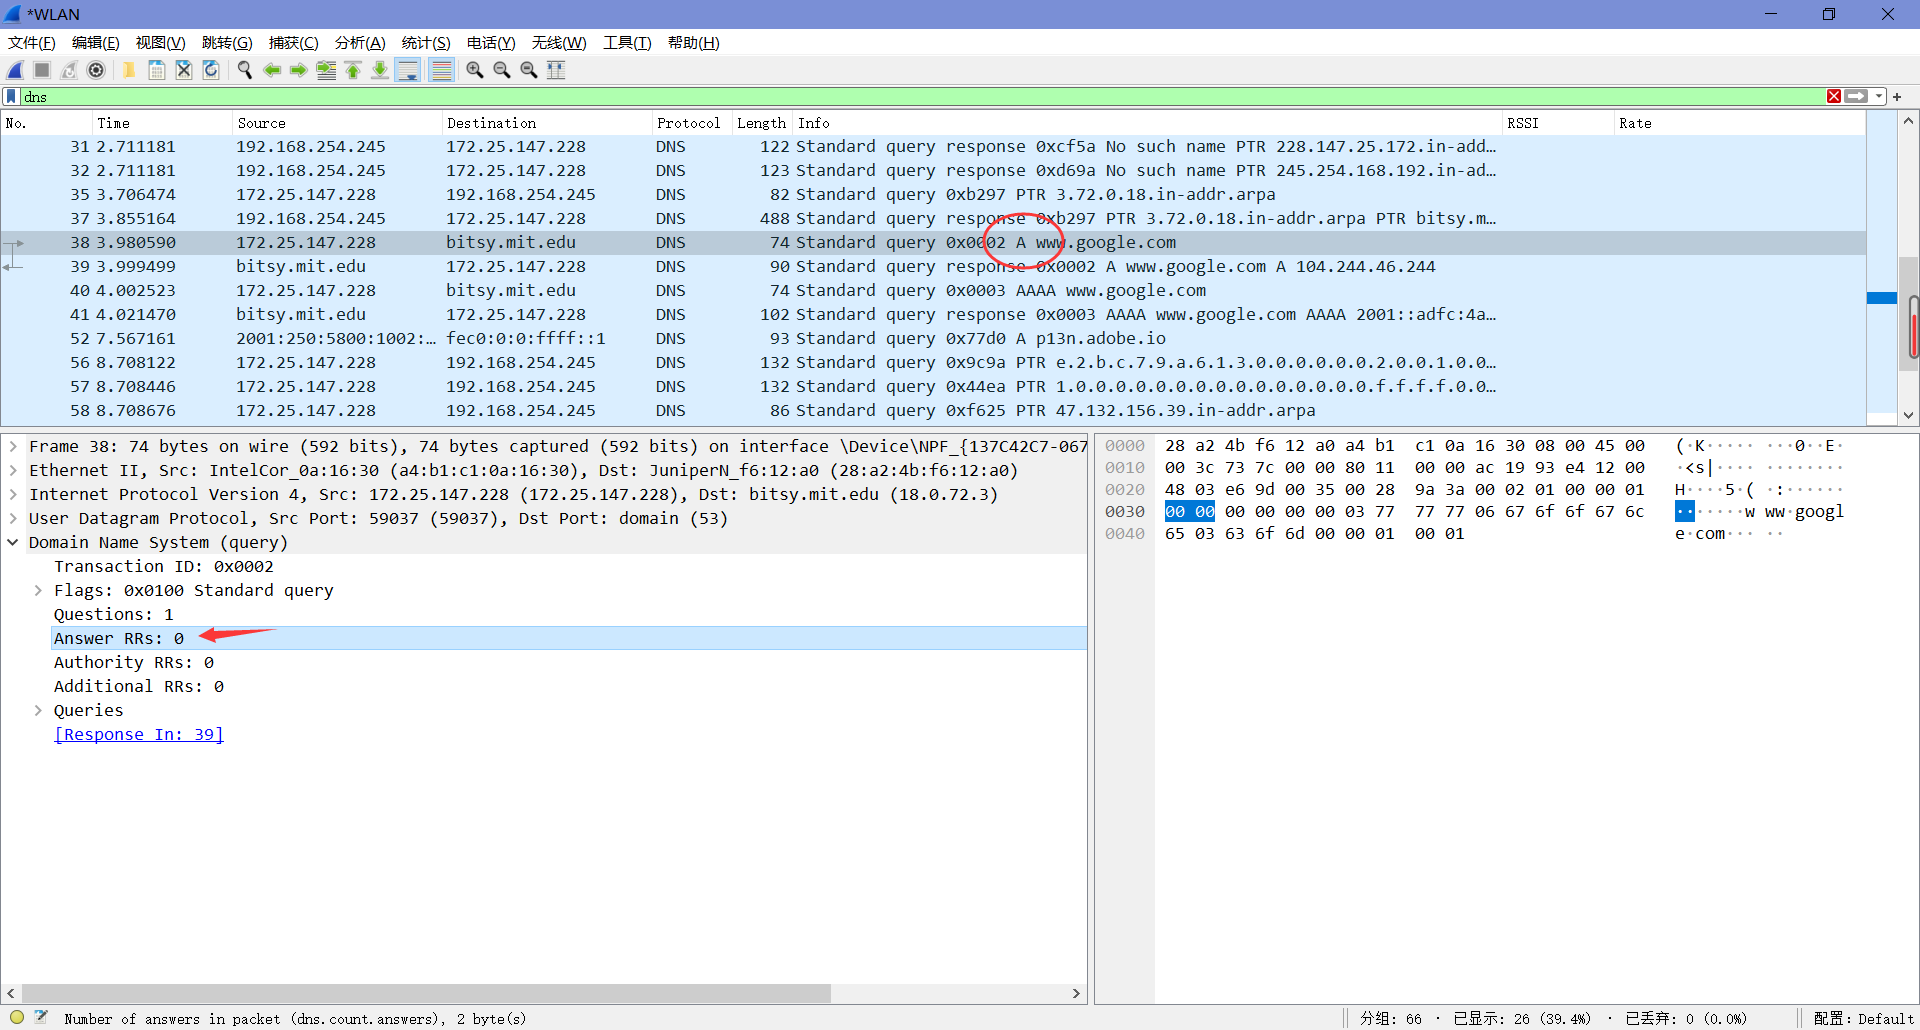 *WLAN
文件(F) 编辑(E) 视图(V) 跳转(G) 捕获(C) 分析(A) 统计(S) 电话(Y) 无线(W) 工具(T) 帮助(H)
dns
No. Time Source Destination Protocol Length Info RSSI Rate
31 2.711181 192.168.254.245 172.25.147.228 DNS 122 Standard query response 0xcf5a No such name PTR 228.147.25.172.in-add…
32 2.711181 192.168.254.245 172.25.147.228 DNS 123 Standard query response 0xd69a No such name PTR 245.254.168.192.in-ad…
35 3.706474 172.25.147.228 192.168.254.245 DNS 82 Standard query 0xb297 PTR 3.72.0.18.in-addr.arpa
37 3.855164 192.168.254.245 172.25.147.228 DNS 488 Standard query response 0xb297 PTR 3.72.0.18.in-addr.arpa PTR bitsy.m…
38 3.980590 172.25.147.228 bitsy.mit.edu DNS 74 Standard query 0x0002 A www.google.com
39 3.999499 bitsy.mit.edu 172.25.147.228 DNS 90 Standard query response 0x0002 A www.google.com A 104.244.46.244
40 4.002523 172.25.147.228 bitsy.mit.edu DNS 74 Standard query 0x0003 AAAA www.google.com
41 4.021470 bitsy.mit.edu 172.25.147.228 DNS 102 Standard query response 0x0003 AAAA www.google.com AAAA 2001::adfc:4a…
52 7.567161 2001:250:5800:1002:… fec0:0:0:ffff::1 DNS 93 Standard query 0x77d0 A p13n.adobe.io
56 8.708122 172.25.147.228 192.168.254.245 DNS 132 Standard query 0x9c9a PTR e.2.b.c.7.9.a.6.1.3.0.0.0.0.0.0.2.0.0.1.0.0…
57 8.708446 172.25.147.228 192.168.254.245 DNS 132 Standard query 0x44ea PTR 1.0.0.0.0.0.0.0.0.0.0.0.0.0.0.0.f.f.f.f.0.0…
58 8.708676 172.25.147.228 192.168.254.245 DNS 86 Standard query 0xf625 PTR 47.132.156.39.in-addr.arpa
Frame 38: 74 bytes on wire (592 bits), 74 bytes captured (592 bits) on interface \Device\NPF_{137C42C7-067
Ethernet II, Src: IntelCor_0a:16:30 (a4:b1:c1:0a:16:30), Dst: JuniperN_f6:12:a0 (28:a2:4b:f6:12:a0)
Internet Protocol Version 4, Src: 172.25.147.228 (172.25.147.228), Dst: bitsy.mit.edu (18.0.72.3)
User Datagram Protocol, Src Port: 59037 (59037), Dst Port: domain (53)
Domain Name System (query)
Transaction ID: 0x0002
Flags: 0x0100 Standard query
Questions: 1
Answer RRs: 0
Authority RRs: 0
Additional RRs: 0
Queries
[Response In: 39]
0000 28 a2 4b f6 12 a0 a4 b1 c1 0a 16 30 08 00 45 00 (·K····· ···0··E·
0010 00 3c 73 7c 00 00 80 11 00 00 ac 19 93 e4 12 00 ·<s|···· ········
0020 48 03 e6 9d 00 35 00 28 9a 3a 00 02 01 00 00 01 H····5·( ·:······
0030 00 00 00 00 00 00 03 77 77 77 06 67 6f 6f 67 6c ·······w ww·googl
0040 65 03 63 6f 6d 00 00 01 00 01 e·com··· ··
Number of answers in packet (dns.count.answers), 2 byte(s)
分组: 66 · 已显示: 26 (39.4%) · 已丢弃: 0 (0.0%)
配置: Default